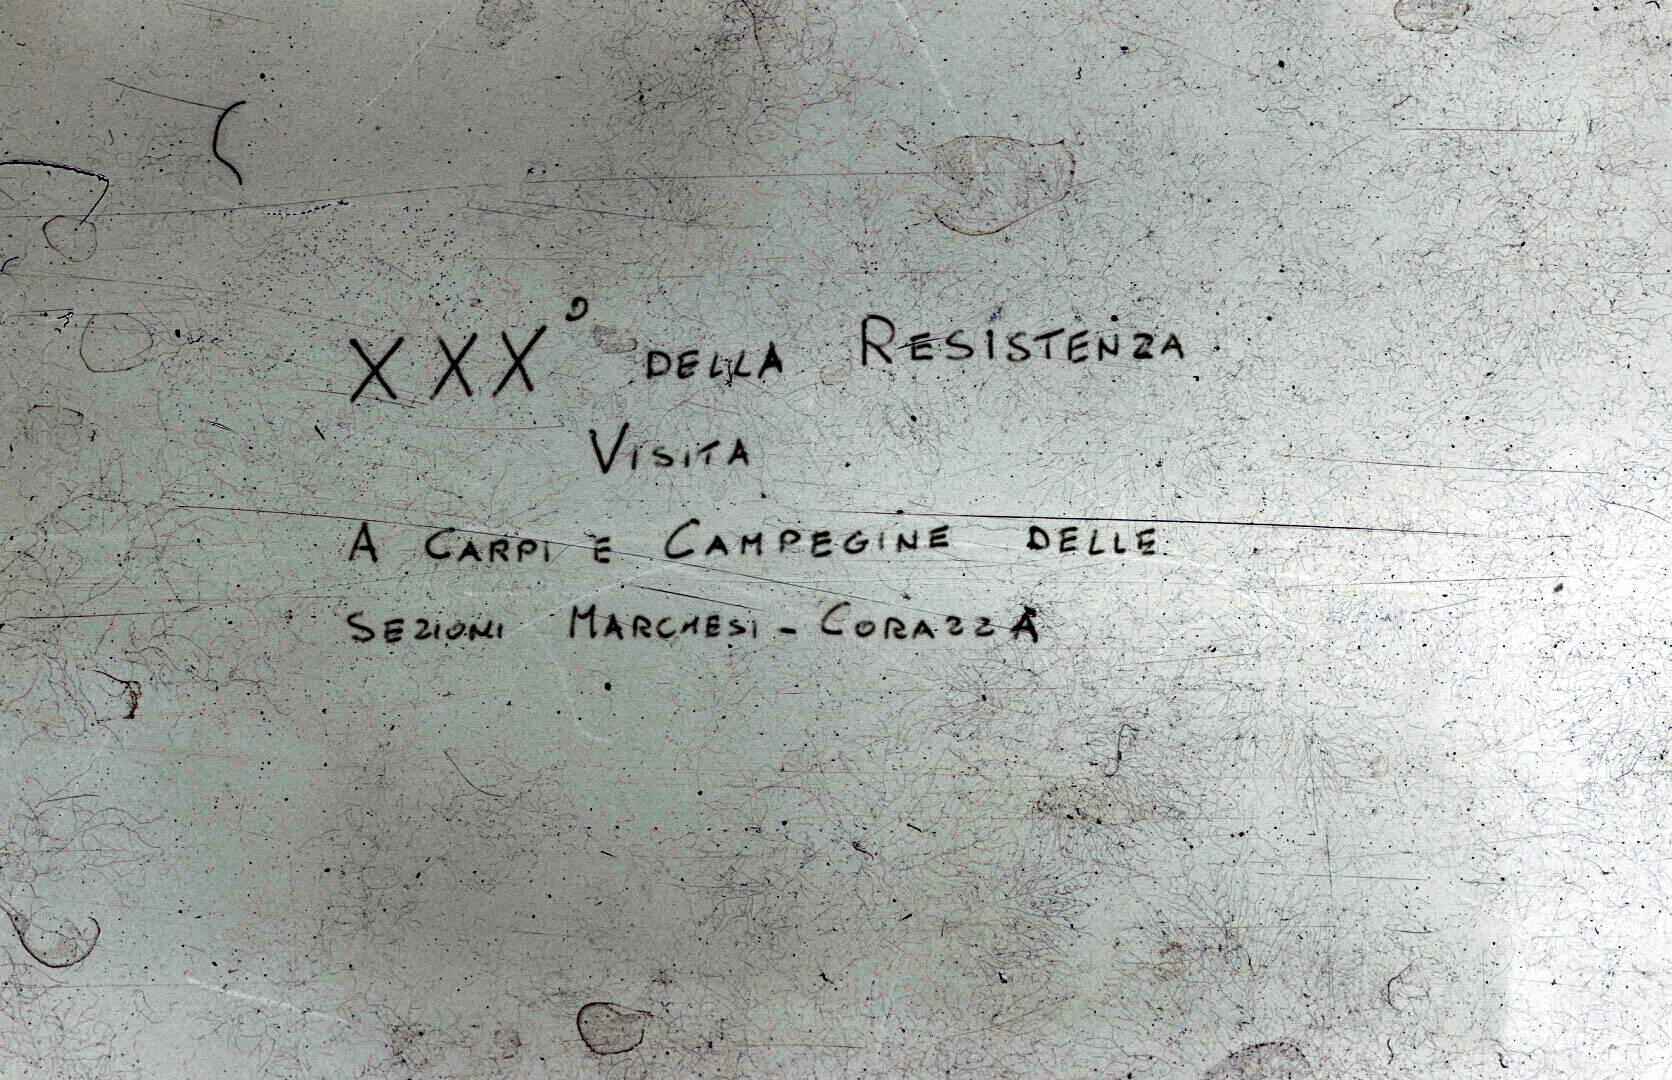 XXX° DELLA RESISTENZA
VISITA
A CARPI E CAMPEGINE DELLE
SEZIONI MARCHESI - CORAZZA